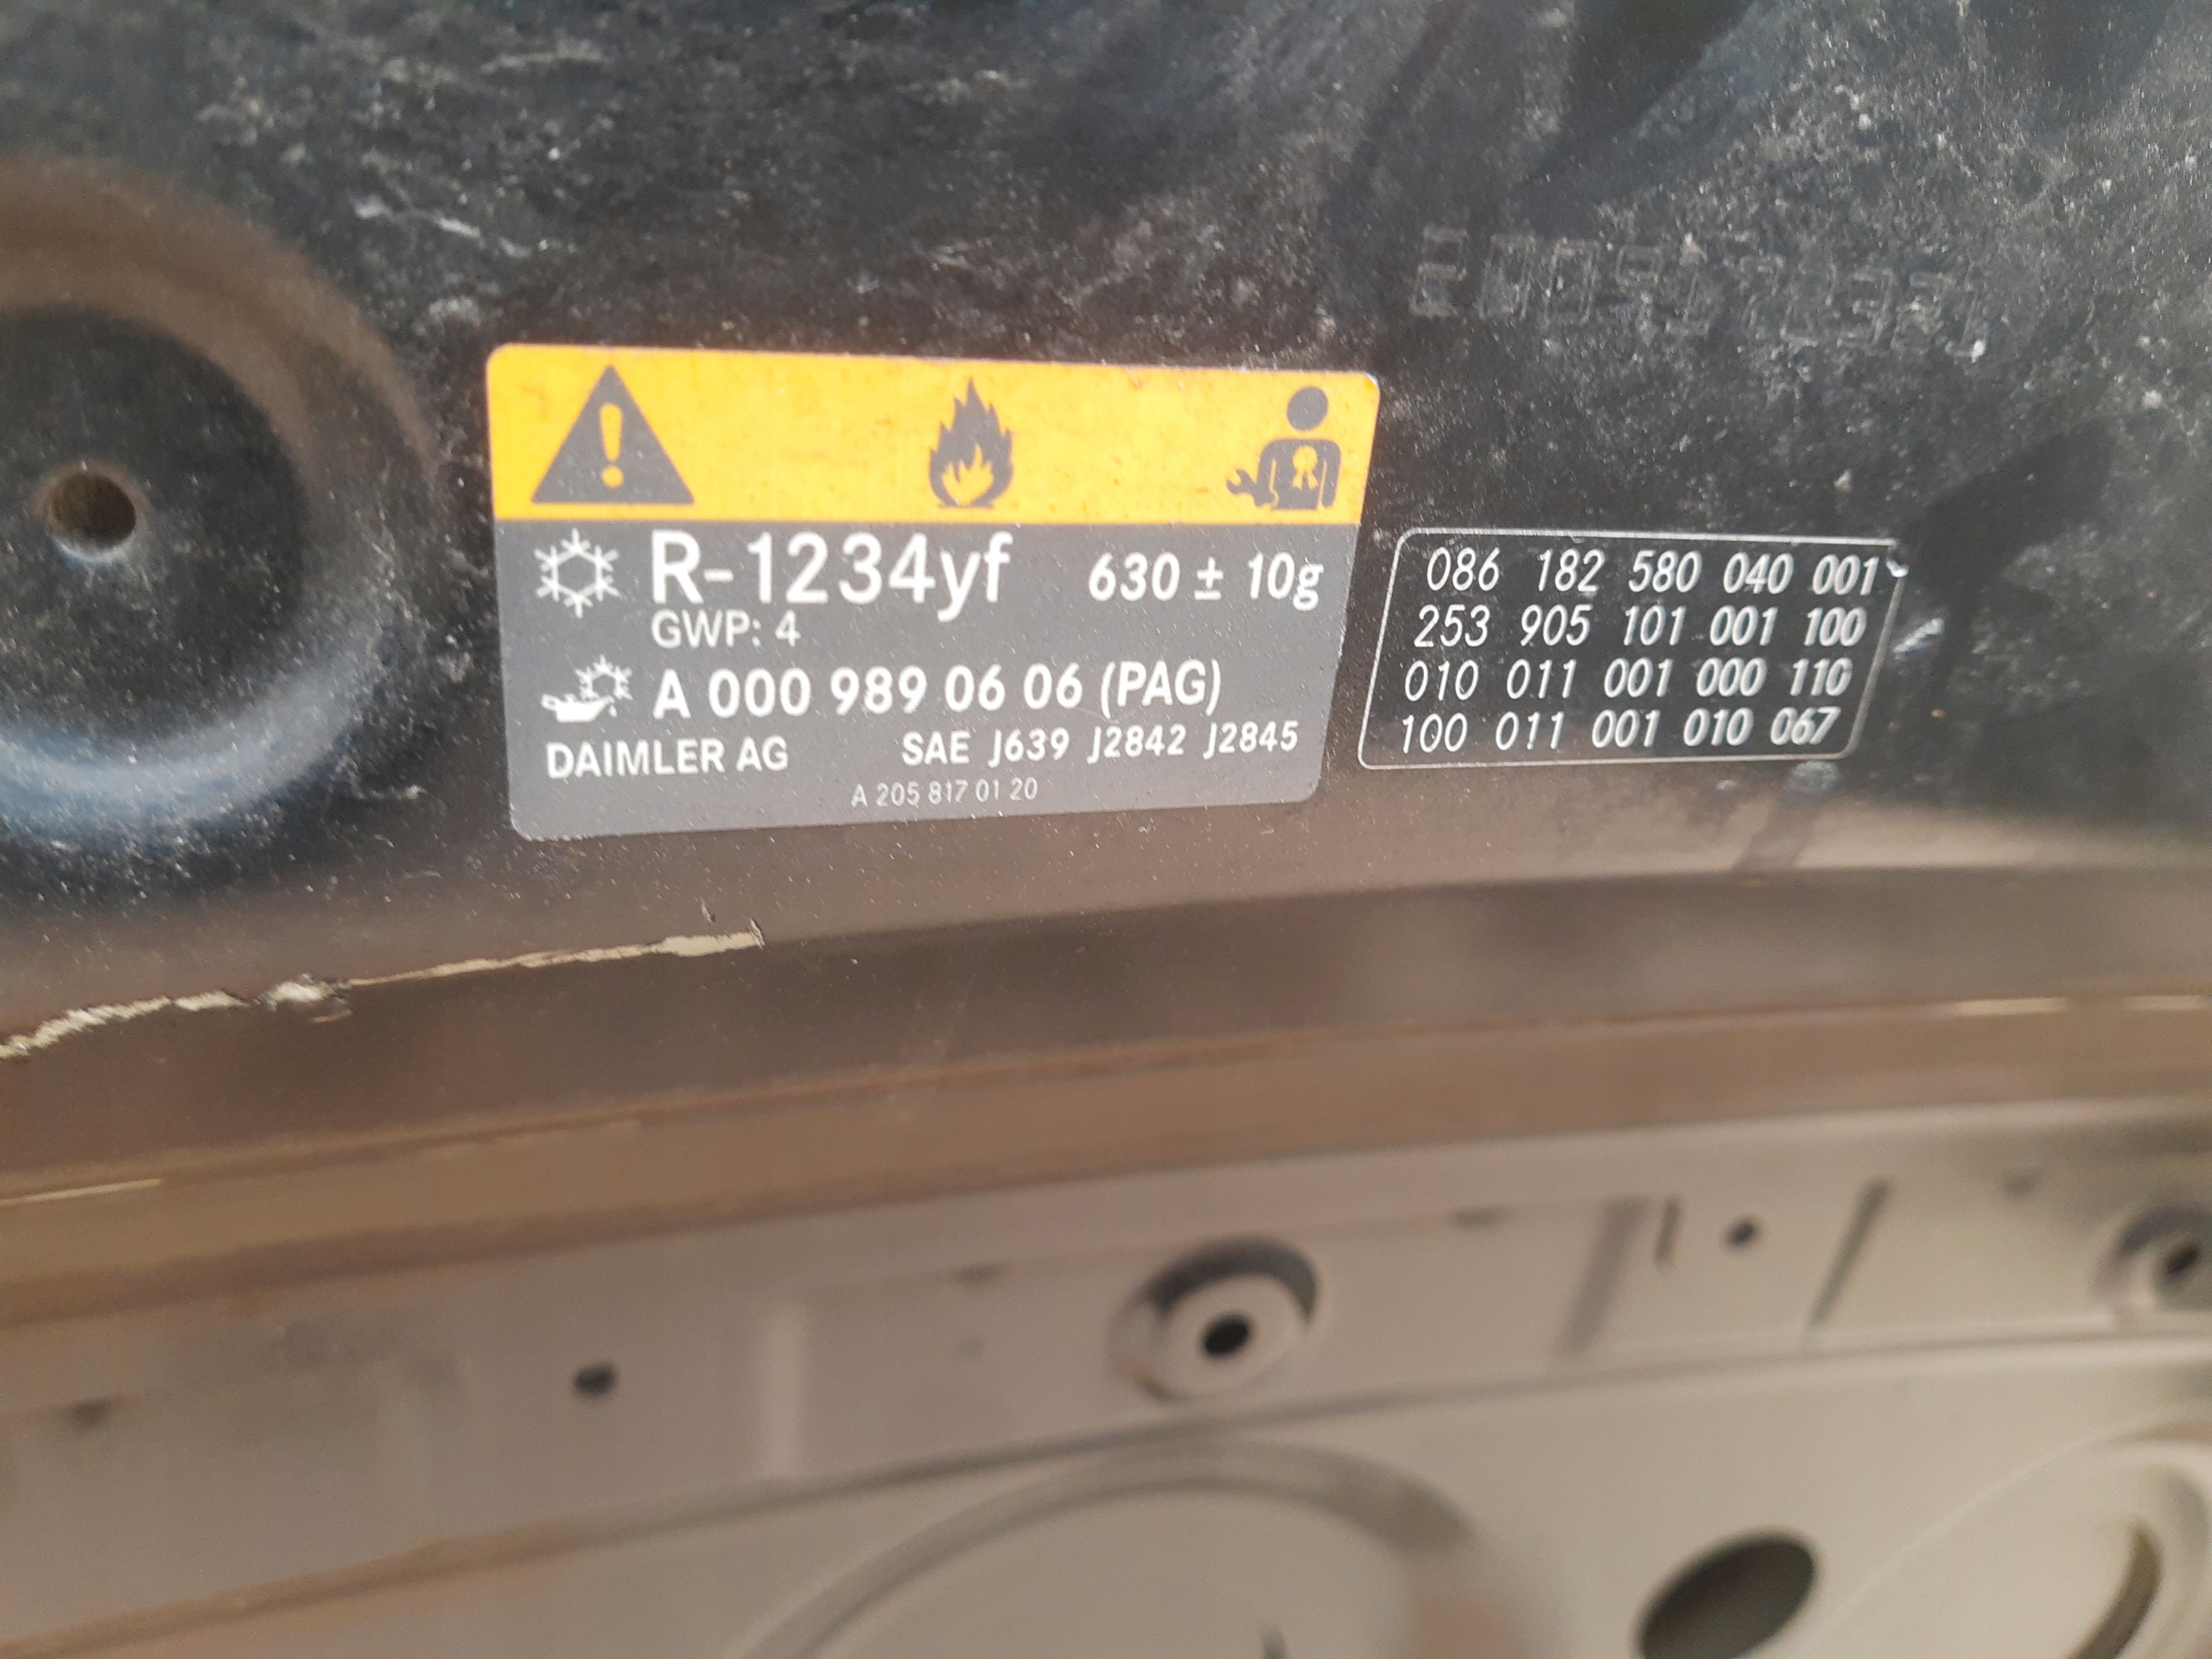 R-1234yf 630 ± 10g
GWP: 4
A 000 989 06 06 (PAG)
DAIMLER AG SAE J639 J2842 J2845
A 205 817 01 20
086 182 580 040 001
253 905 101 001 100
010 011 001 000 110
100 011 001 010 067